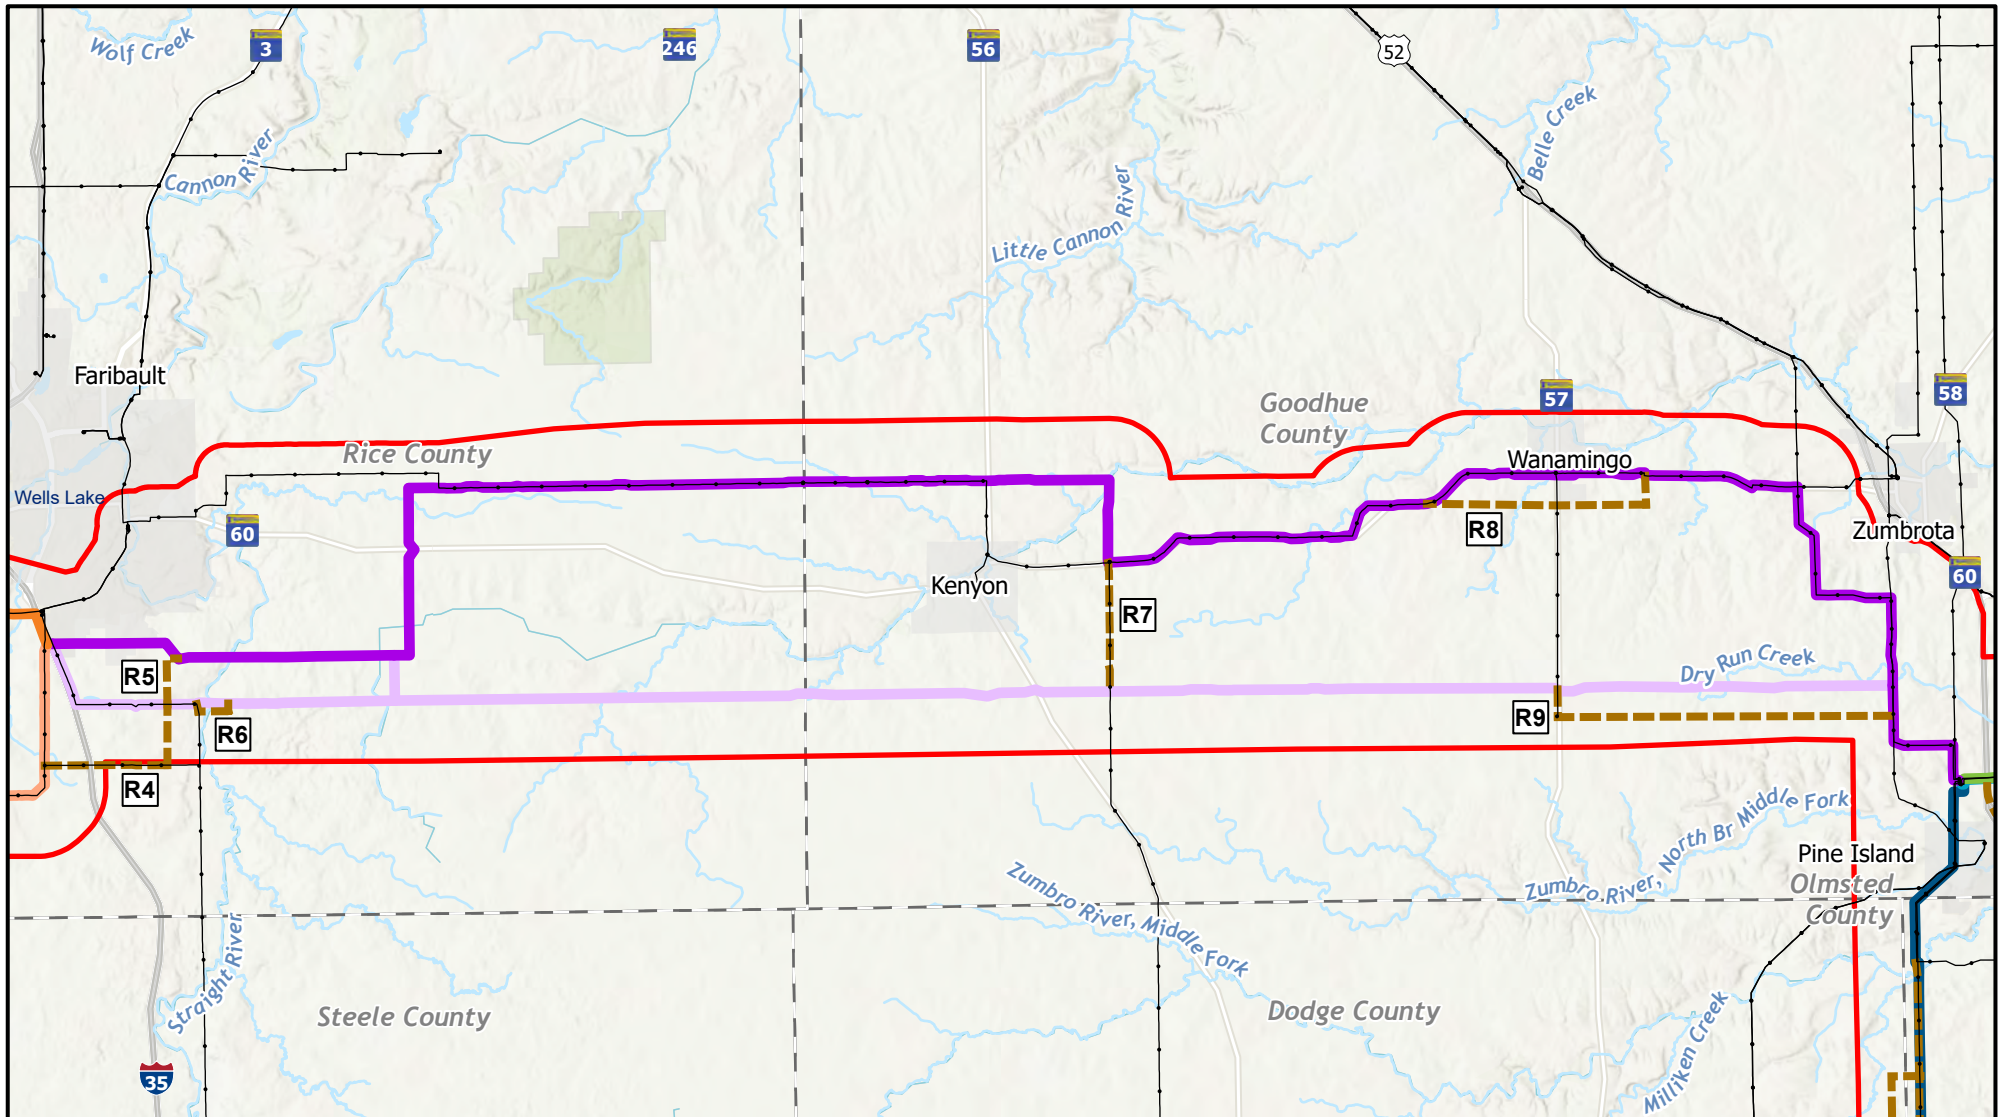 Wolf Creek
3
246
56
52
Belle Creek
Cannon River
Little Cannon River
Faribault
58
57
Goodhue
County
Rice County
Wanamingo
Wells Lake
60
R8
Zumbrota
Kenyon
60
R7
R5
Dry Run Creek
R6
R9
R4
Zumbro River, North Br Middle Fork
Pine Island
Olmsted
County
Zumbro River, Middle Fork
Straight River
Steele County
Dodge County
Milliken Creek
35